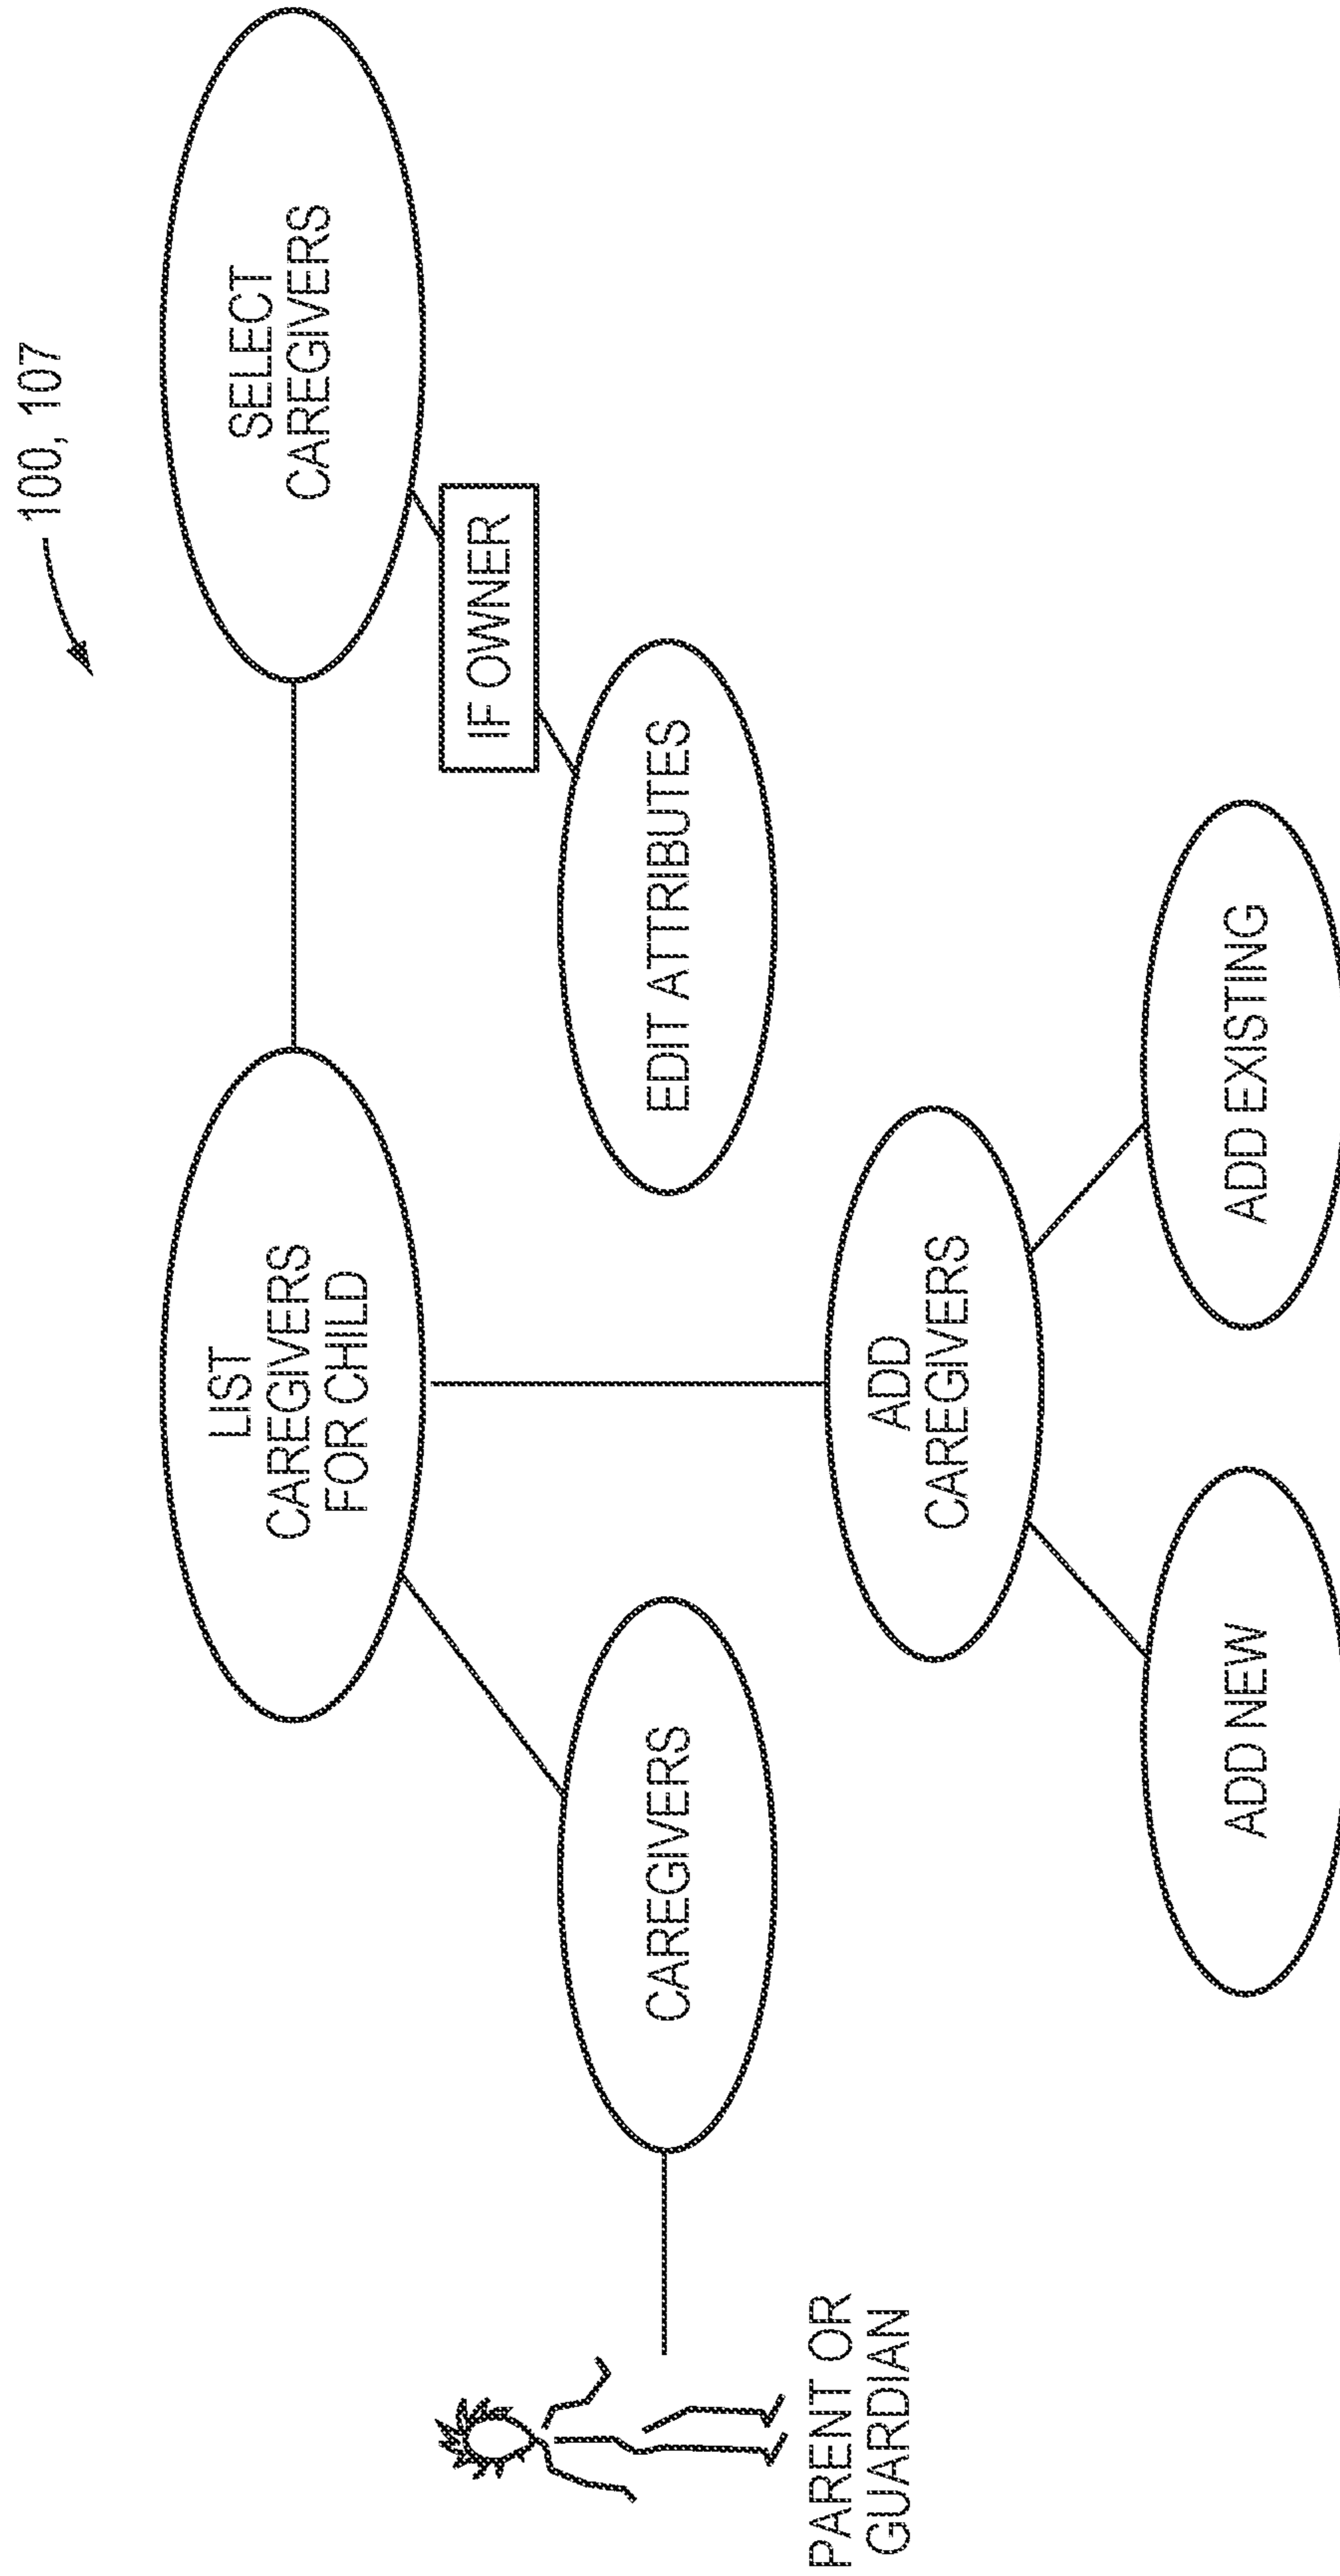 100, 107
LIST
CAREGIVERS
FOR CHILD
SELECT
CAREGIVERS
IF OWNER
CAREGIVERS
EDIT ATTRIBUTES
PARENT OR
GUARDIAN
ADD
CAREGIVERS
ADD NEW
ADD EXISTING